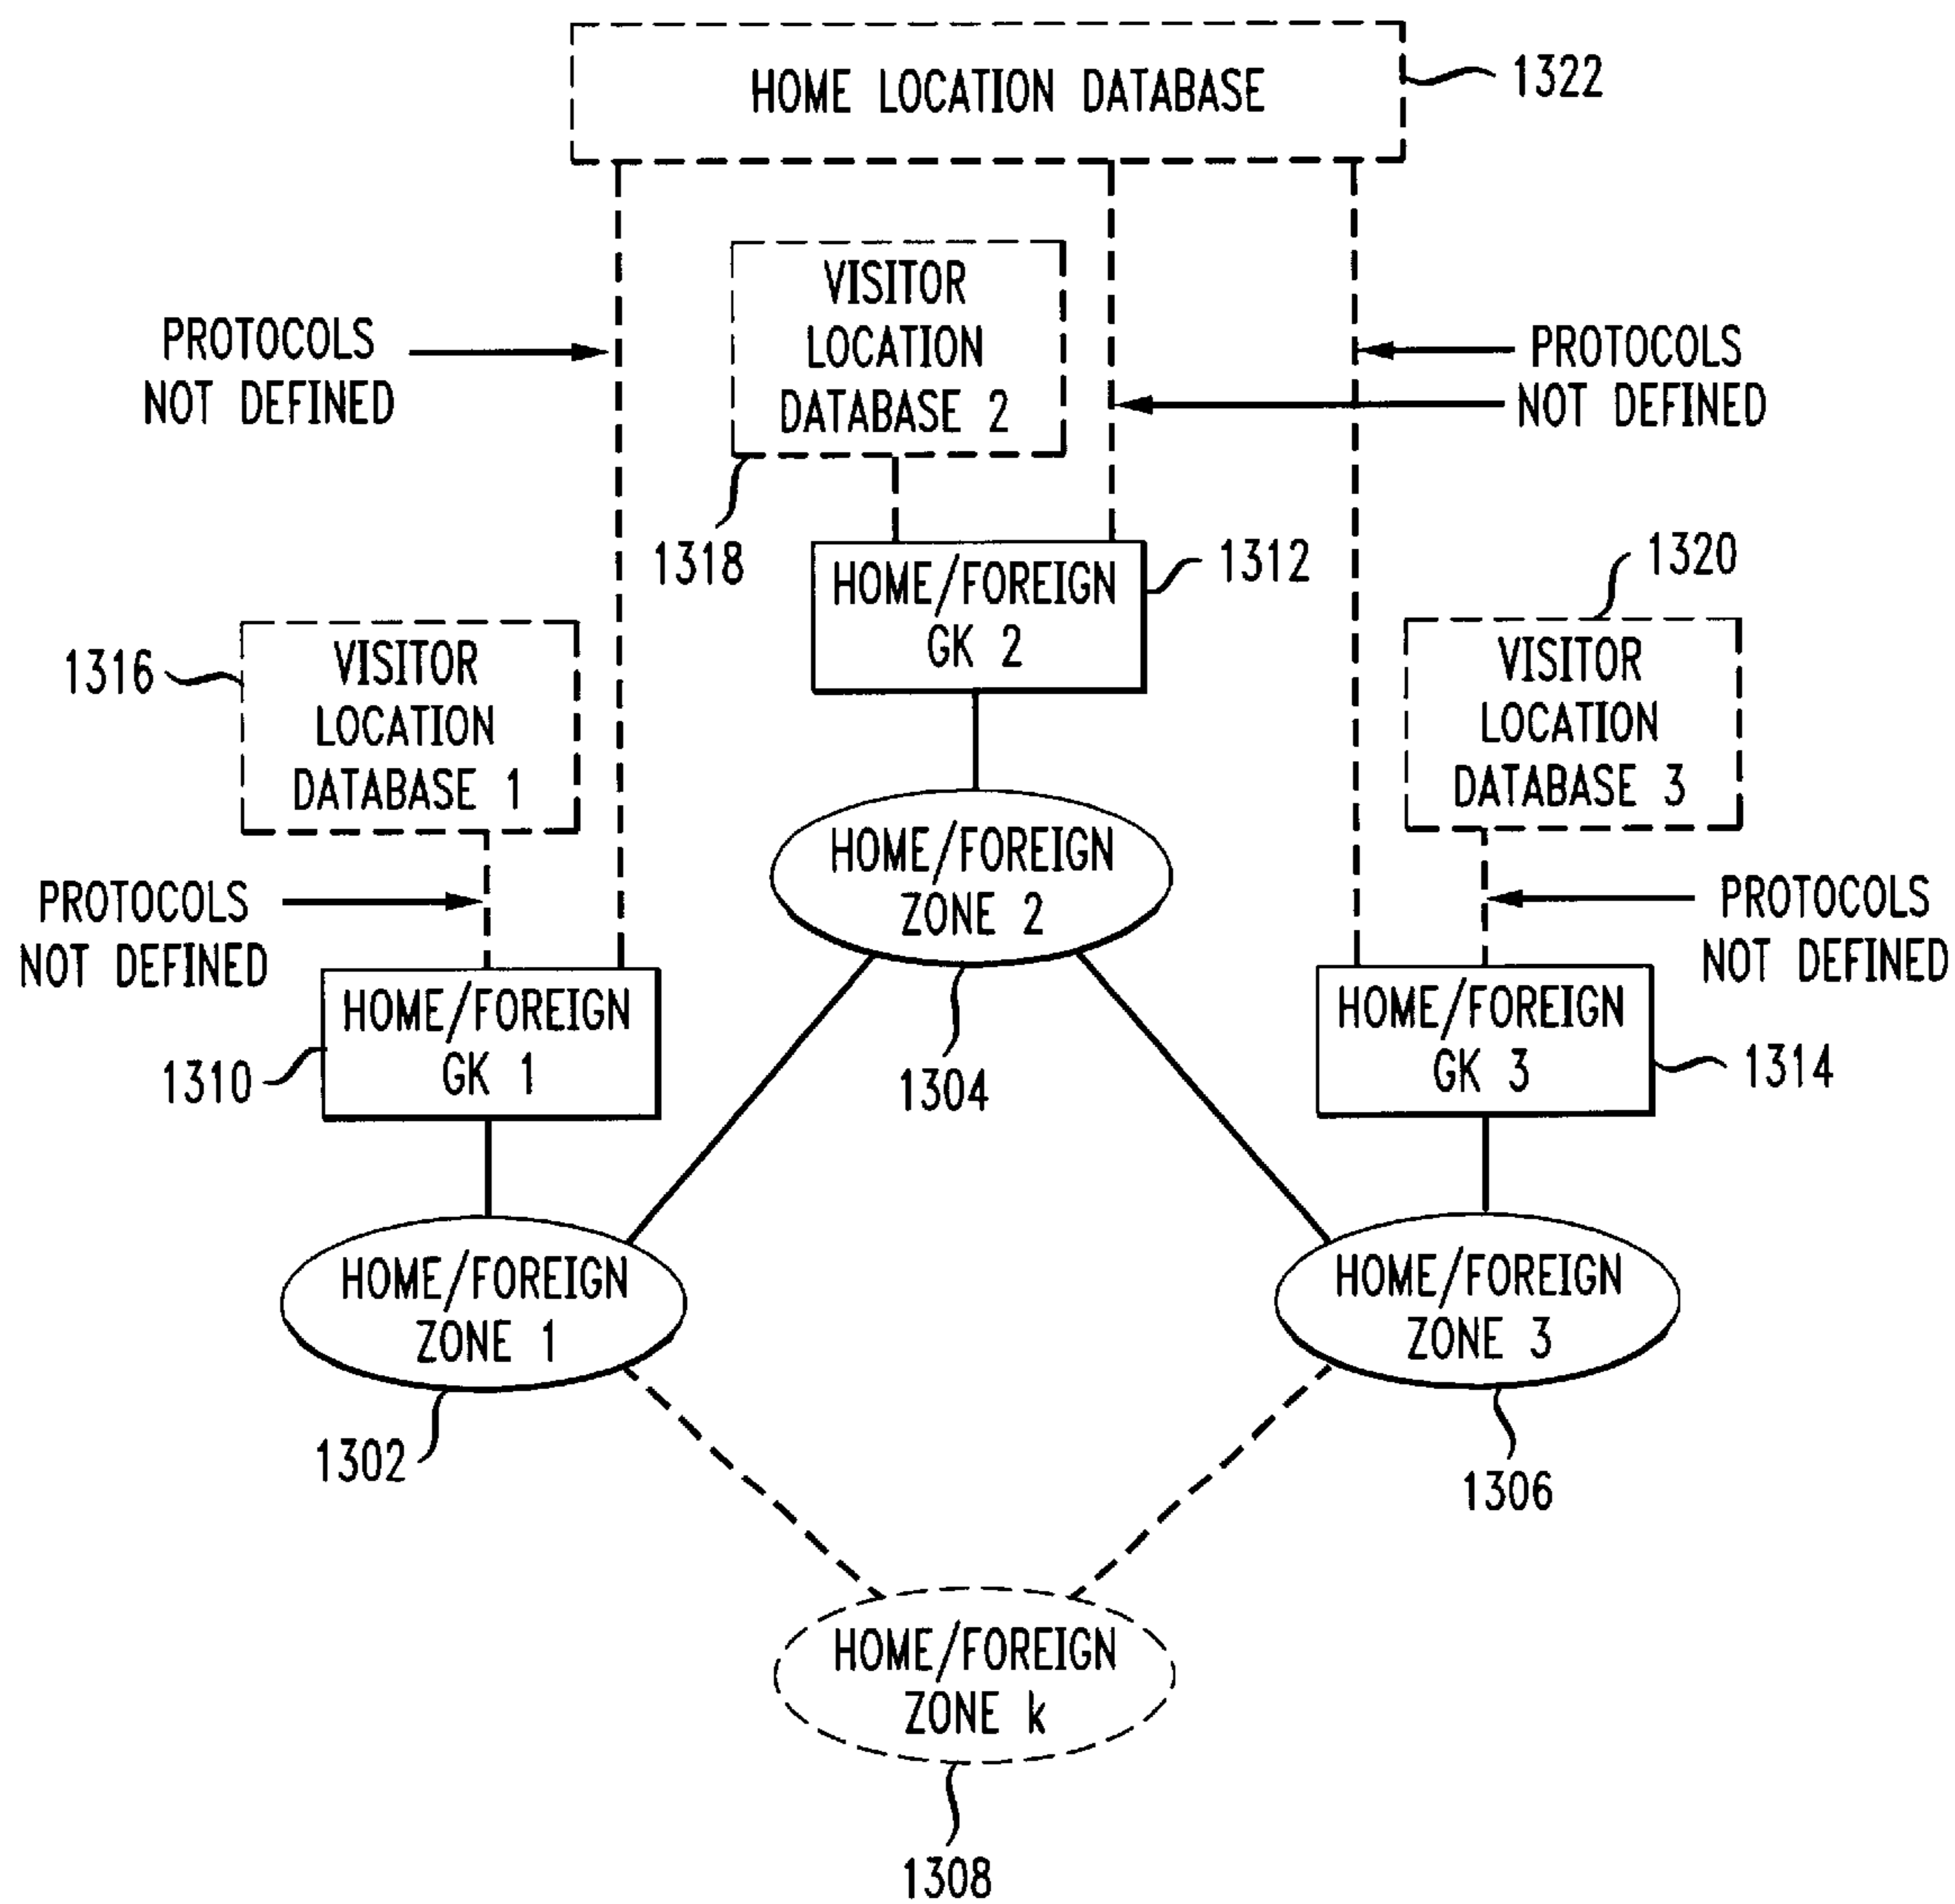 HOME LOCATION DATABASE
1322
VISITOR
LOCATION
DATABASE 2
PROTOCOLS
NOT DEFINED
PROTOCOLS
NOT DEFINED
1318
HOME/FOREIGN
GK 2
1312
1320
1316
VISITOR
LOCATION
DATABASE 1
VISITOR
LOCATION
DATABASE 3
HOME/FOREIGN
ZONE 2
1304
PROTOCOLS
NOT DEFINED
PROTOCOLS
NOT DEFINED
HOME/FOREIGN
GK 1
1310
HOME/FOREIGN
GK 3
1314
HOME/FOREIGN
ZONE 1
1302
HOME/FOREIGN
ZONE 3
1306
HOME/FOREIGN
ZONE k
1308